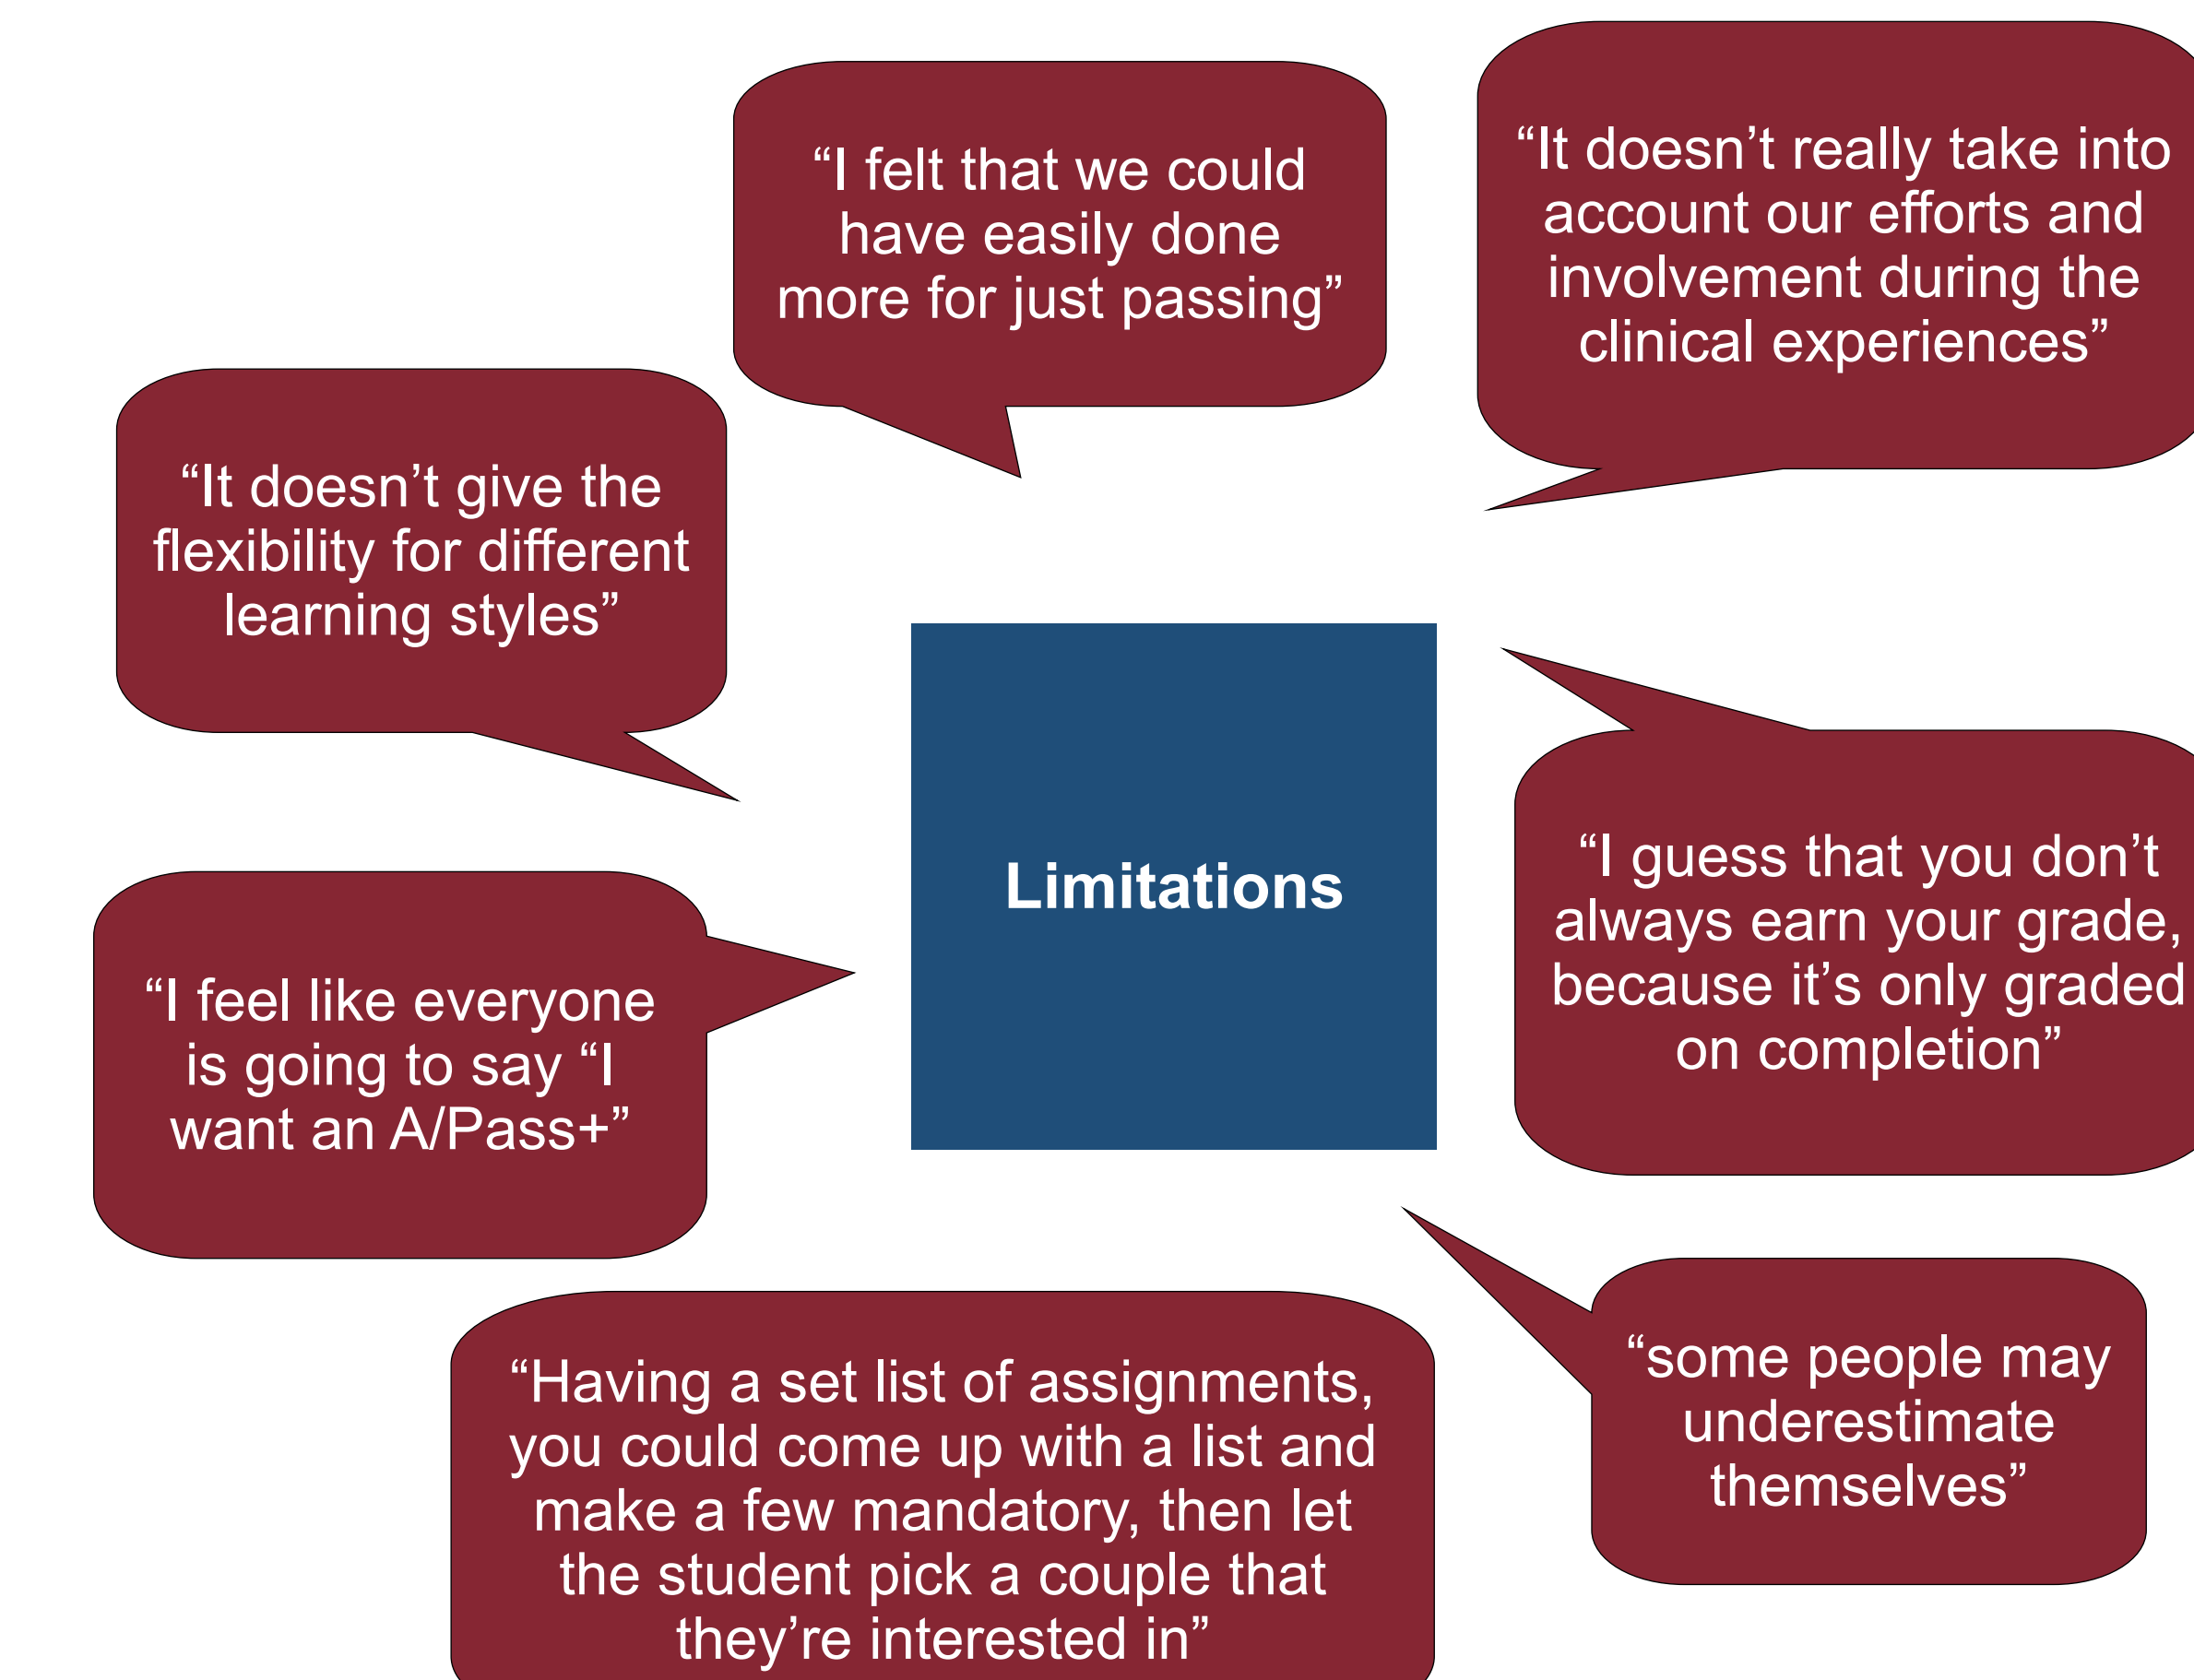 “I felt that we could
have easily done
more for just passing”
“It doesn’t really take into
account our efforts and
involvement during the
clinical experiences”
“It doesn’t give the
flexibility for different
learning styles”
Limitations
“I guess that you don’t
always earn your grade,
because it’s only graded
on completion”
“I feel like everyone
is going to say “I
want an A/Pass+”
“some people may
underestimate
themselves”
“Having a set list of assignments,
you could come up with a list and
make a few mandatory, then let
the student pick a couple that
they’re interested in”